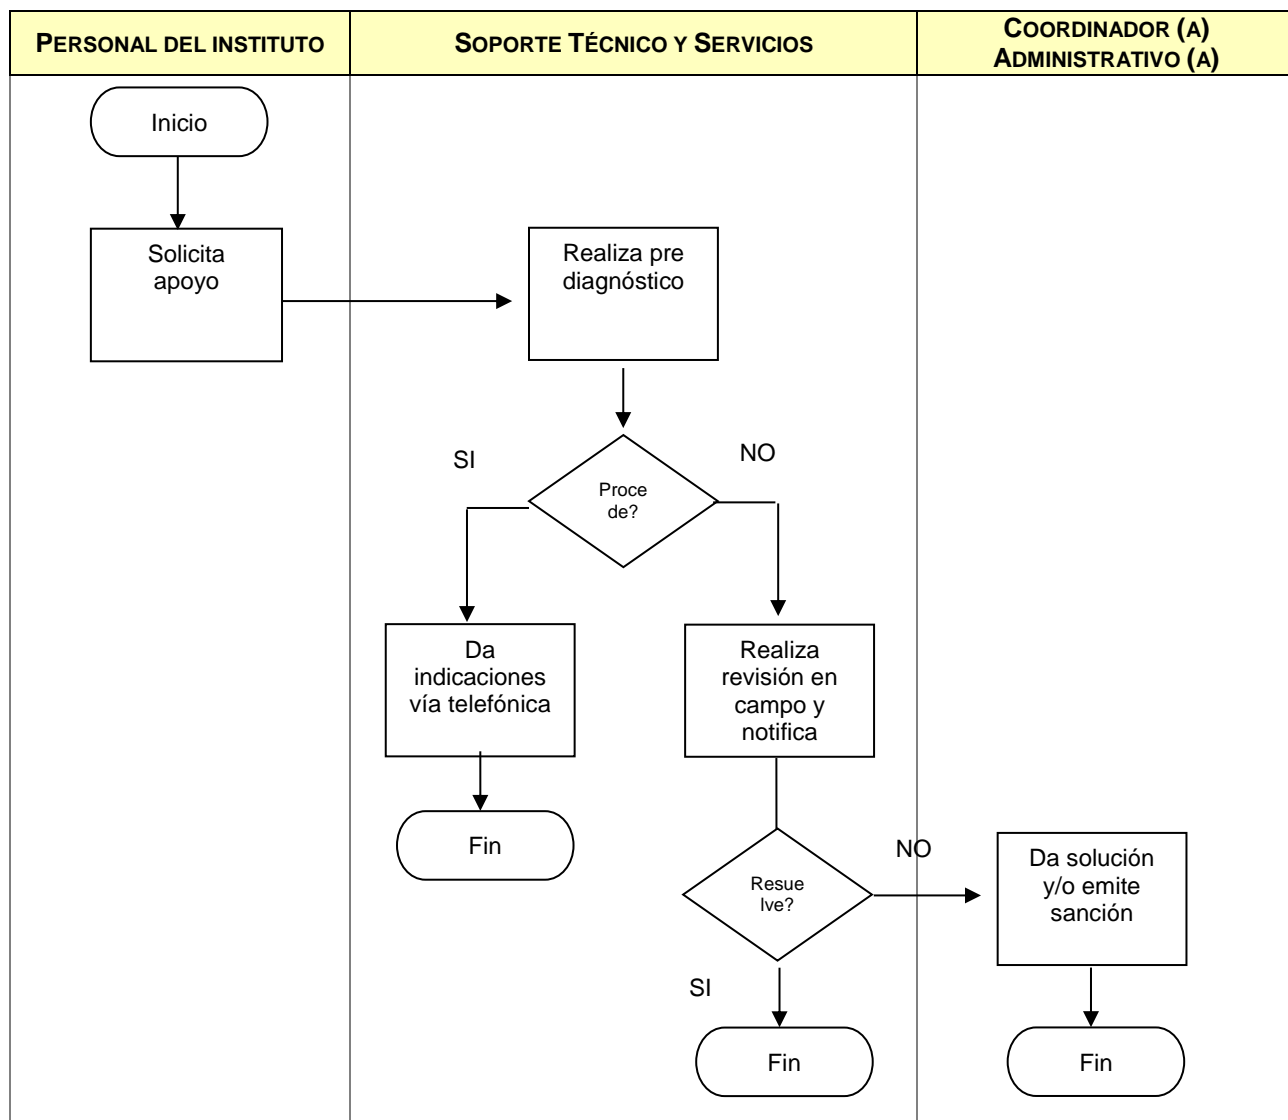 PERSONAL DEL INSTITUTO
SOPORTE TÉCNICO Y SERVICIOS
COORDINADOR (A)
ADMINISTRATIVO (A)
Inicio
Solicita
apoyo
Realiza pre
diagnóstico
SI
NO
Proce
de?
Da
indicaciones
vía telefónica
Realiza
revisión en
campo y
notifica
Fin
Resue
lve?
NO
Da solución
y/o emite
sanción
SI
Fin
Fin